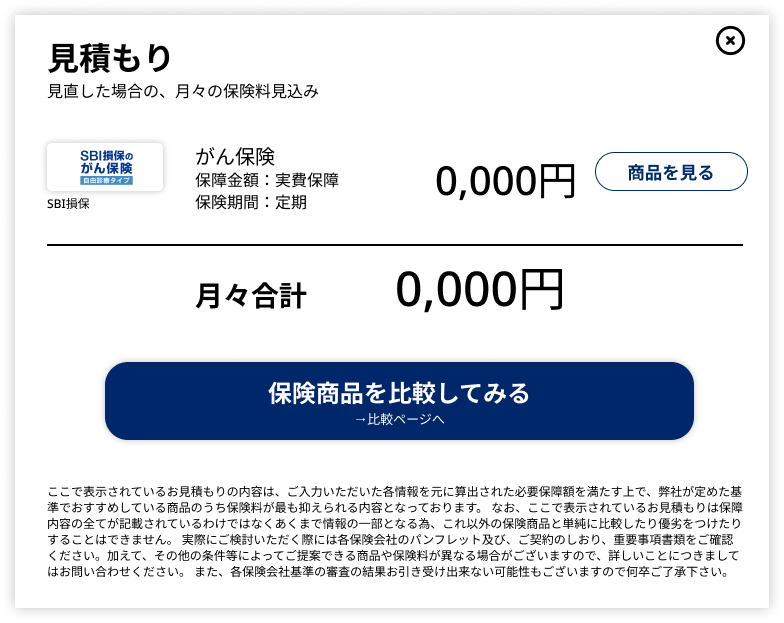 見積もり
見直した場合の、月々の保険料見込み
SBI損保の
がん保険
自由診療タイプ
SBI損保
がん保険
保障金額：実費保障
保険期間：定期
0,000円
商品を見る
月々合計
0,000円
保険商品を比較してみる
→比較ページへ
ここで表示されているお見積もりの内容は、ご入力いただいた各情報を元に算出された必要保障額を満たす上で、弊社が定めた基
準でおすすめしている商品のうち保険料が最も抑えられる内容となっております。 なお、ここで表示されているお見積もりは保障
内容の全てが記載されているわけではなくあくまで情報の一部となる為、これ以外の保険商品と単純に比較したり優劣をつけたり
することはできません。 実際にご検討いただく際には各保険会社のパンフレット及び、ご契約のしおり、重要事項書類をご確認
ください。加えて、その他の条件等によってご提案できる商品や保険料が異なる場合がございますので、詳しいことにつきまして
はお問い合わせください。 また、各保険会社基準の審査の結果お引き受け出来ない可能性もございますので何卒ご了承下さい。